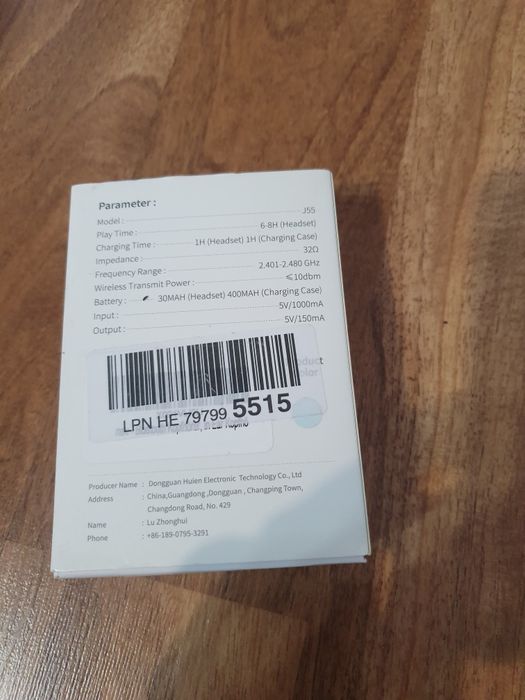 Parameter :
Model : J55
Play Time : 6-8H (Headset)
Charging Time : 1H (Headset) 1H (Charging Case)
Impedance : 32Ω
Frequency Range : 2.401-2.480 GHz
Wireless Transmit Power : ≤10dbm
Battery : 30MAH (Headset) 400MAH (Charging Case)
Input : 5V/1000mA
Output : 5V/150mA
LPN HE 79799 5515
Producer Name : Dongguan Huien Electronic Technology Co., Ltd
Address : China,Guangdong ,Dongguan , Changping Town,
Changdong Road, No. 429
Name : Lu Zhonghui
Phone : +86-189-0795-3291